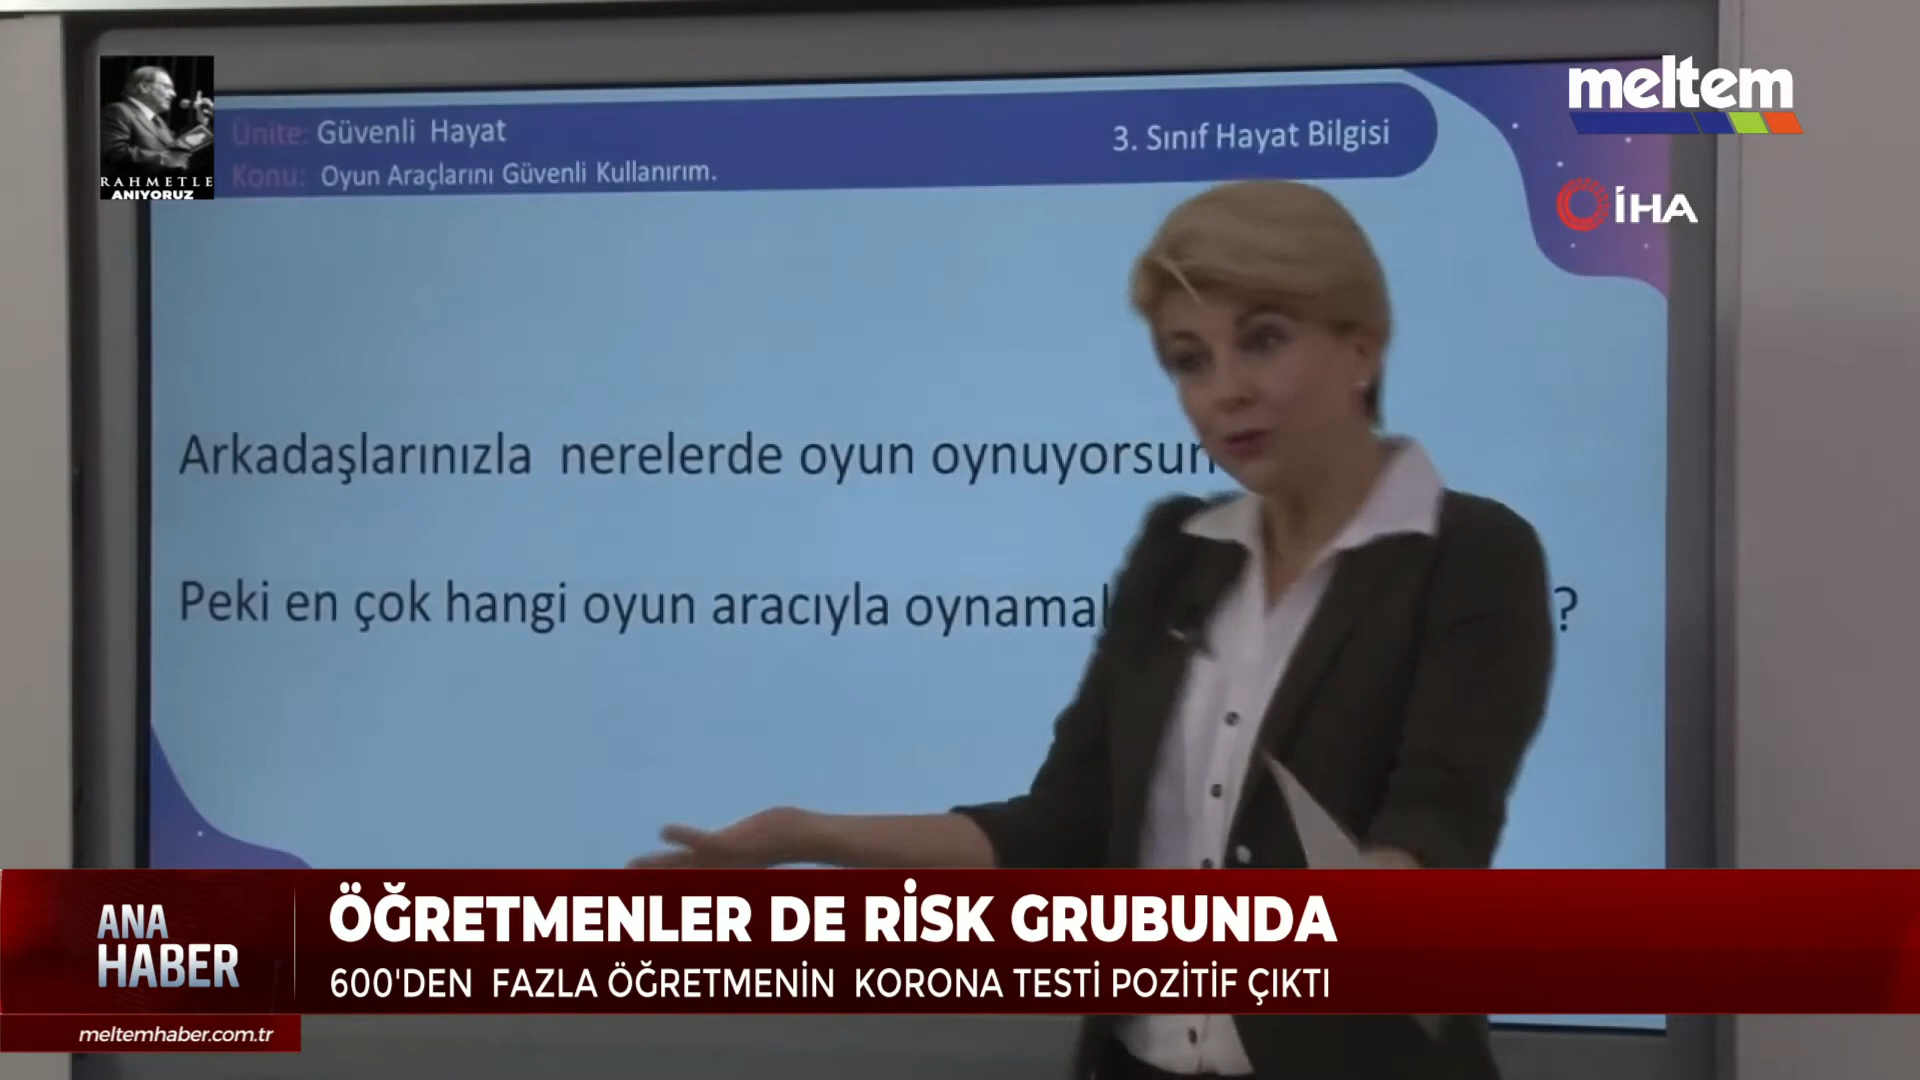 RAHMETLE
ANIYORUZ
meltem
İHA
Ünite: Güvenli Hayat
Konu: Oyun Araçlarını Güvenli Kullanırım.
3. Sınıf Hayat Bilgisi
Arkadaşlarınızla nerelerde oyun
Peki en çok hangi oyun aracıyla ?
ANA
HABER
ÖĞRETMENLER DE RİSK GRUBUNDA
600'DEN FAZLA ÖĞRETMENİN KORONA TESTİ POZİTİF ÇIKTI
meltemhaber.com.tr